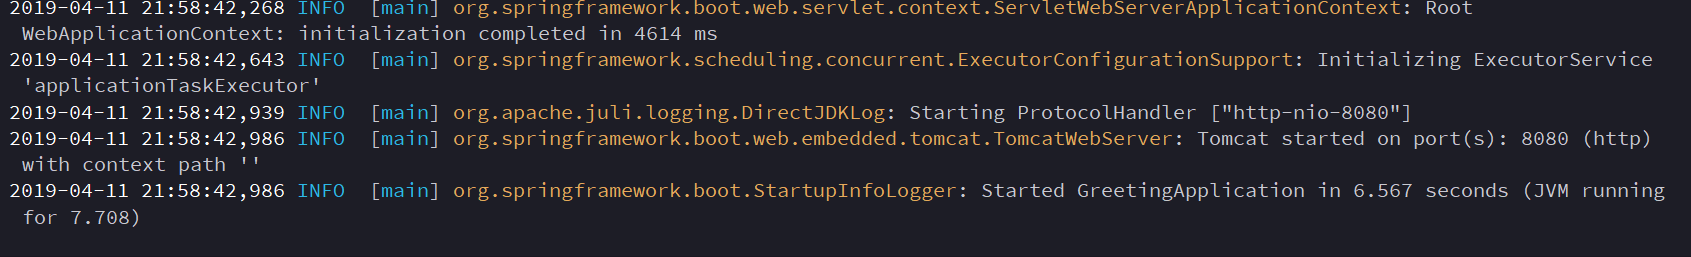 2019-04-11 21:58:42,268 INFO  [main] org.springframework.boot.web.servlet.context.ServletWebServerApplicationContext: Root
WebApplicationContext: initialization completed in 4614 ms
2019-04-11 21:58:42,643 INFO  [main] org.springframework.scheduling.concurrent.ExecutorConfigurationSupport: Initializing ExecutorService
'applicationTaskExecutor'
2019-04-11 21:58:42,939 INFO  [main] org.apache.juli.logging.DirectJDKLog: Starting ProtocolHandler ["http-nio-8080"]
2019-04-11 21:58:42,986 INFO  [main] org.springframework.boot.web.embedded.tomcat.TomcatWebServer: Tomcat started on port(s): 8080 (http)
with context path ''
2019-04-11 21:58:42,986 INFO  [main] org.springframework.boot.StartupInfoLogger: Started GreetingApplication in 6.567 seconds (JVM running
for 7.708)